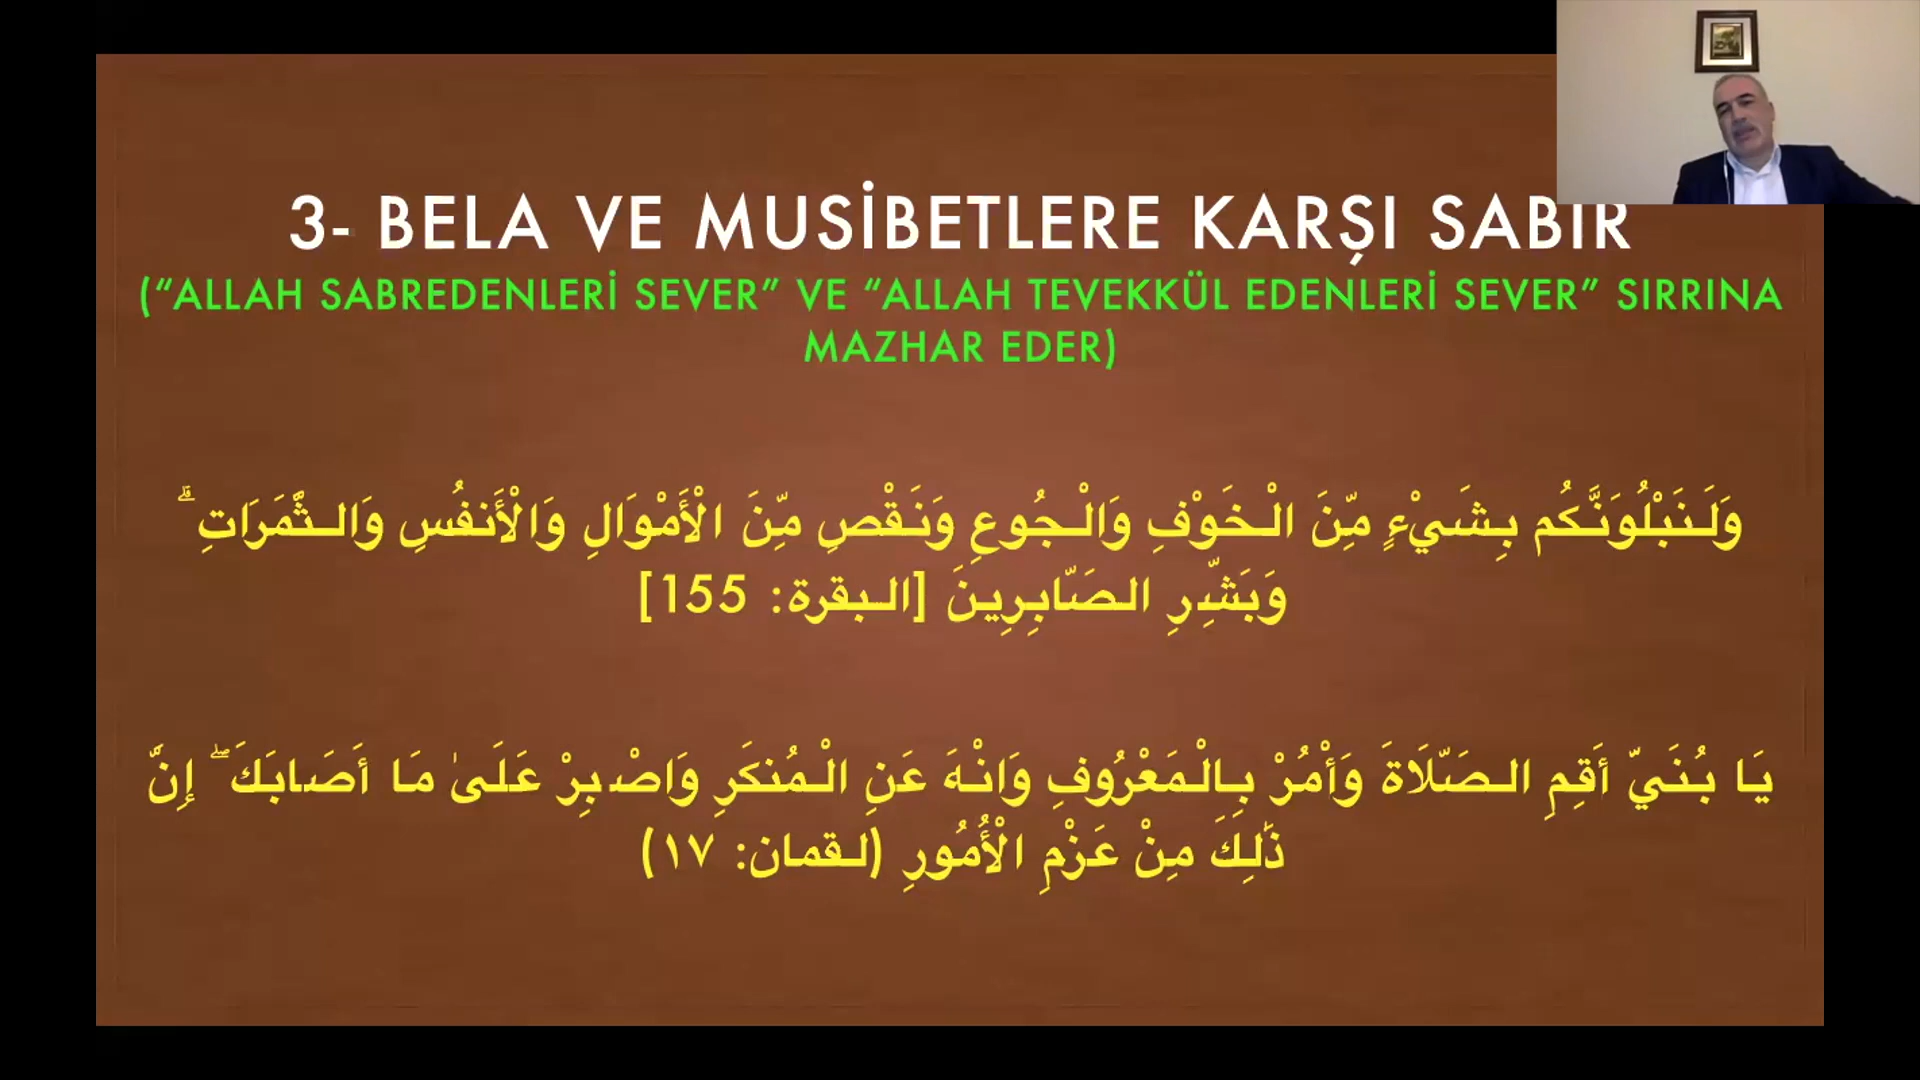 3- BELA VE MUSİBETLERE KARŞI SABIR
(“ALLAH SABREDENLERİ SEVER” VE “ALLAH TEVEKKÜL EDENLERİ SEVER” SIRRINA
MAZHAR EDER)
وَلَنَبْلُوَنَّكُم بِشَيْءٍ مِّنَ الْخَوْفِ وَالْجُوعِ وَنَقْصٍ مِّنَ الْأَمْوَالِ وَالْأَنفُسِ وَالثَّمَرَاتِ ۗ
وَبَشِّرِ الصَّابِرِينَ [البقرة: 155]
يَا بُنَيَّ أَقِمِ الصَّلَاةَ وَأْمُرْ بِالْمَعْرُوفِ وَانْهَ عَنِ الْمُنكَرِ وَاصْبِرْ عَلَىٰ مَا أَصَابَكَ ۖ إِنَّ
ذَٰلِكَ مِنْ عَزْمِ الْأُمُورِ (لقمان: ١٧)